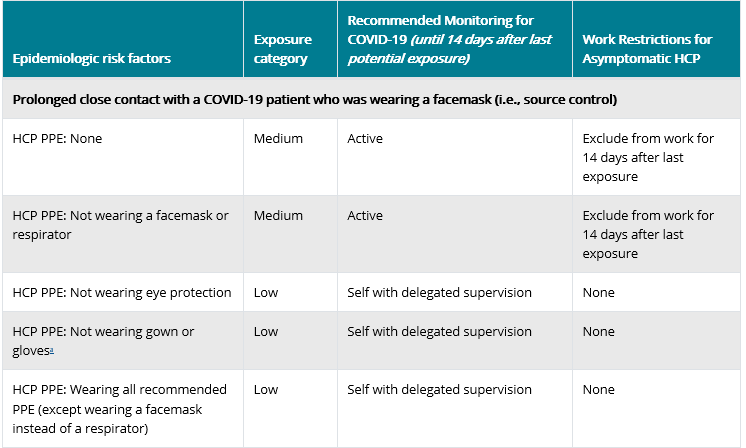 Epidemiologic risk factors
Exposure
category
Recommended Monitoring for
COVID-19 (until 14 days after last
potential exposure)
Work Restrictions for
Asymptomatic HCP
Prolonged close contact with a COVID-19 patient who was wearing a facemask (i.e., source control)
HCP PPE: None
Medium
Active
Exclude from work for
14 days after last
exposure
HCP PPE: Not wearing a facemask or
respirator
Medium
Active
Exclude from work for
14 days after last
exposure
HCP PPE: Not wearing eye protection
Low
Self with delegated supervision
None
HCP PPE: Not wearing gown or
glovesa
Low
Self with delegated supervision
None
HCP PPE: Wearing all recommended
PPE (except wearing a facemask
instead of a respirator)
Low
Self with delegated supervision
None